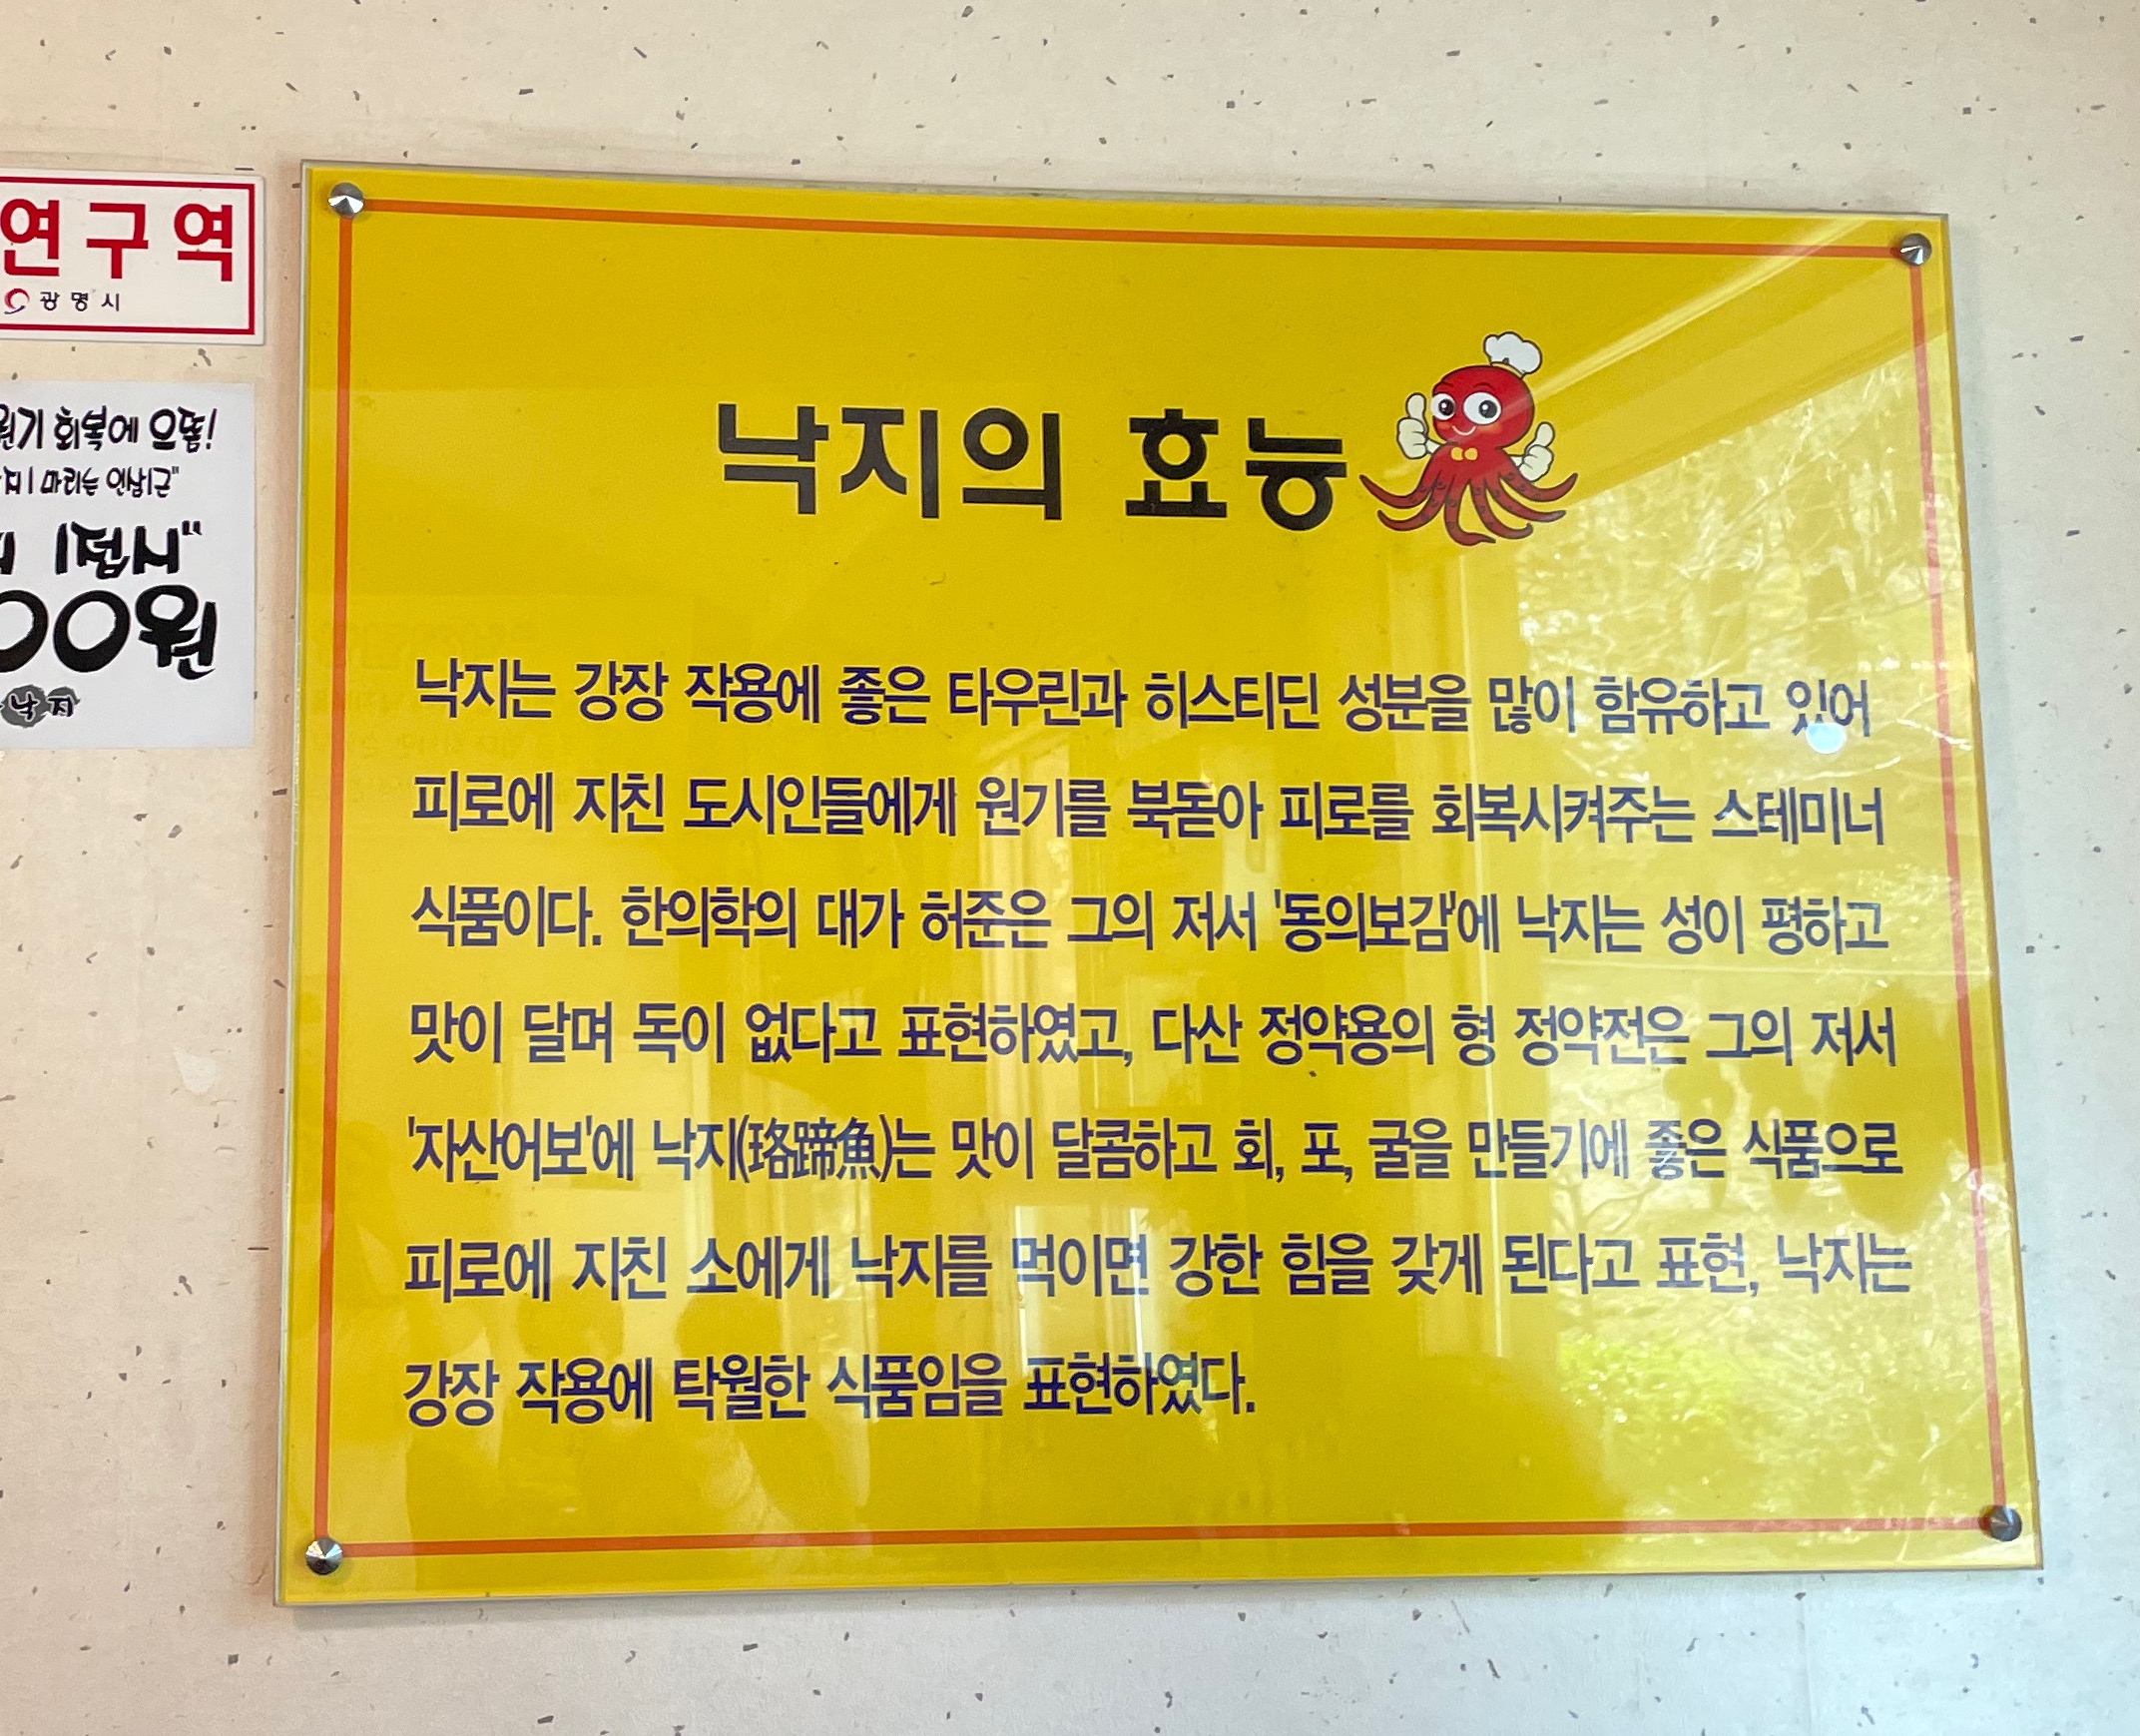 연구역
광명시
원기 회복에 으뜸!
마리는 인삼1근"
00원
낙지
낙지의 효능
낙지는 강장 작용에 좋은 타우린과 히스티딘 성분을 많이 함유하고 있어
피로에 지친 도시인들에게 원기를 북돋아 피로를 회복시켜주는 스테미너
식품이다. 한의학의 대가 허준은 그의 저서 '동의보감'에 낙지는 성이 평하고
맛이 달며 독이 없다고 표현하였고, 다산 정약용의 형 정약전은 그의 저서
'자산어보'에 낙지(珞蹄魚)는 맛이 달콤하고 회, 포, 굴을 만들기에 좋은 식품으로
피로에 지친 소에게 낙지를 먹이면 강한 힘을 갖게 된다고 표현, 낙지는
강장 작용에 탁월한 식품임을 표현하였다.